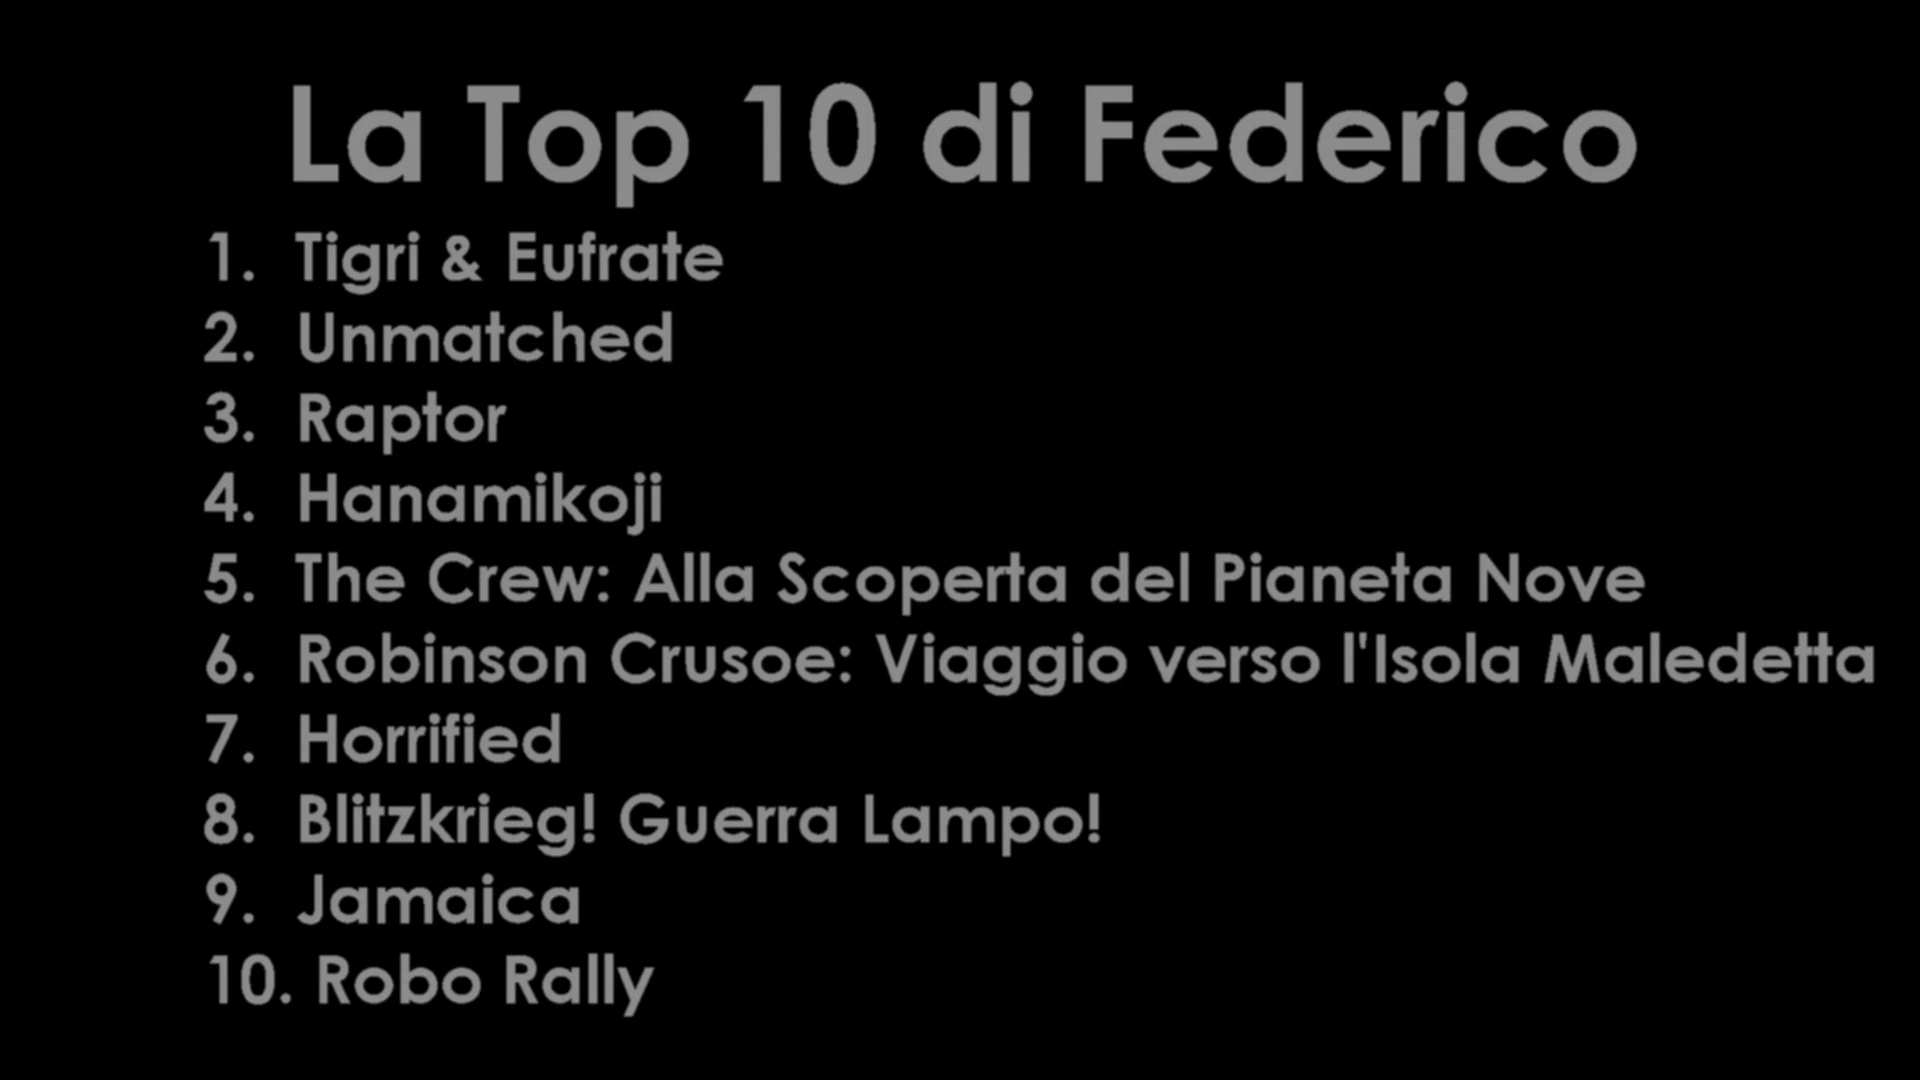 La Top 10 di Federico
1. Tigri & Eufrate
2. Unmatched
3. Raptor
4. Hanamikoji
5. The Crew: Alla Scoperta del Pianeta Nove
6. Robinson Crusoe: Viaggio verso l'Isola Maledetta
7. Horrified
8. Blitzkrieg! Guerra Lampo!
9. Jamaica
10. Robo Rally